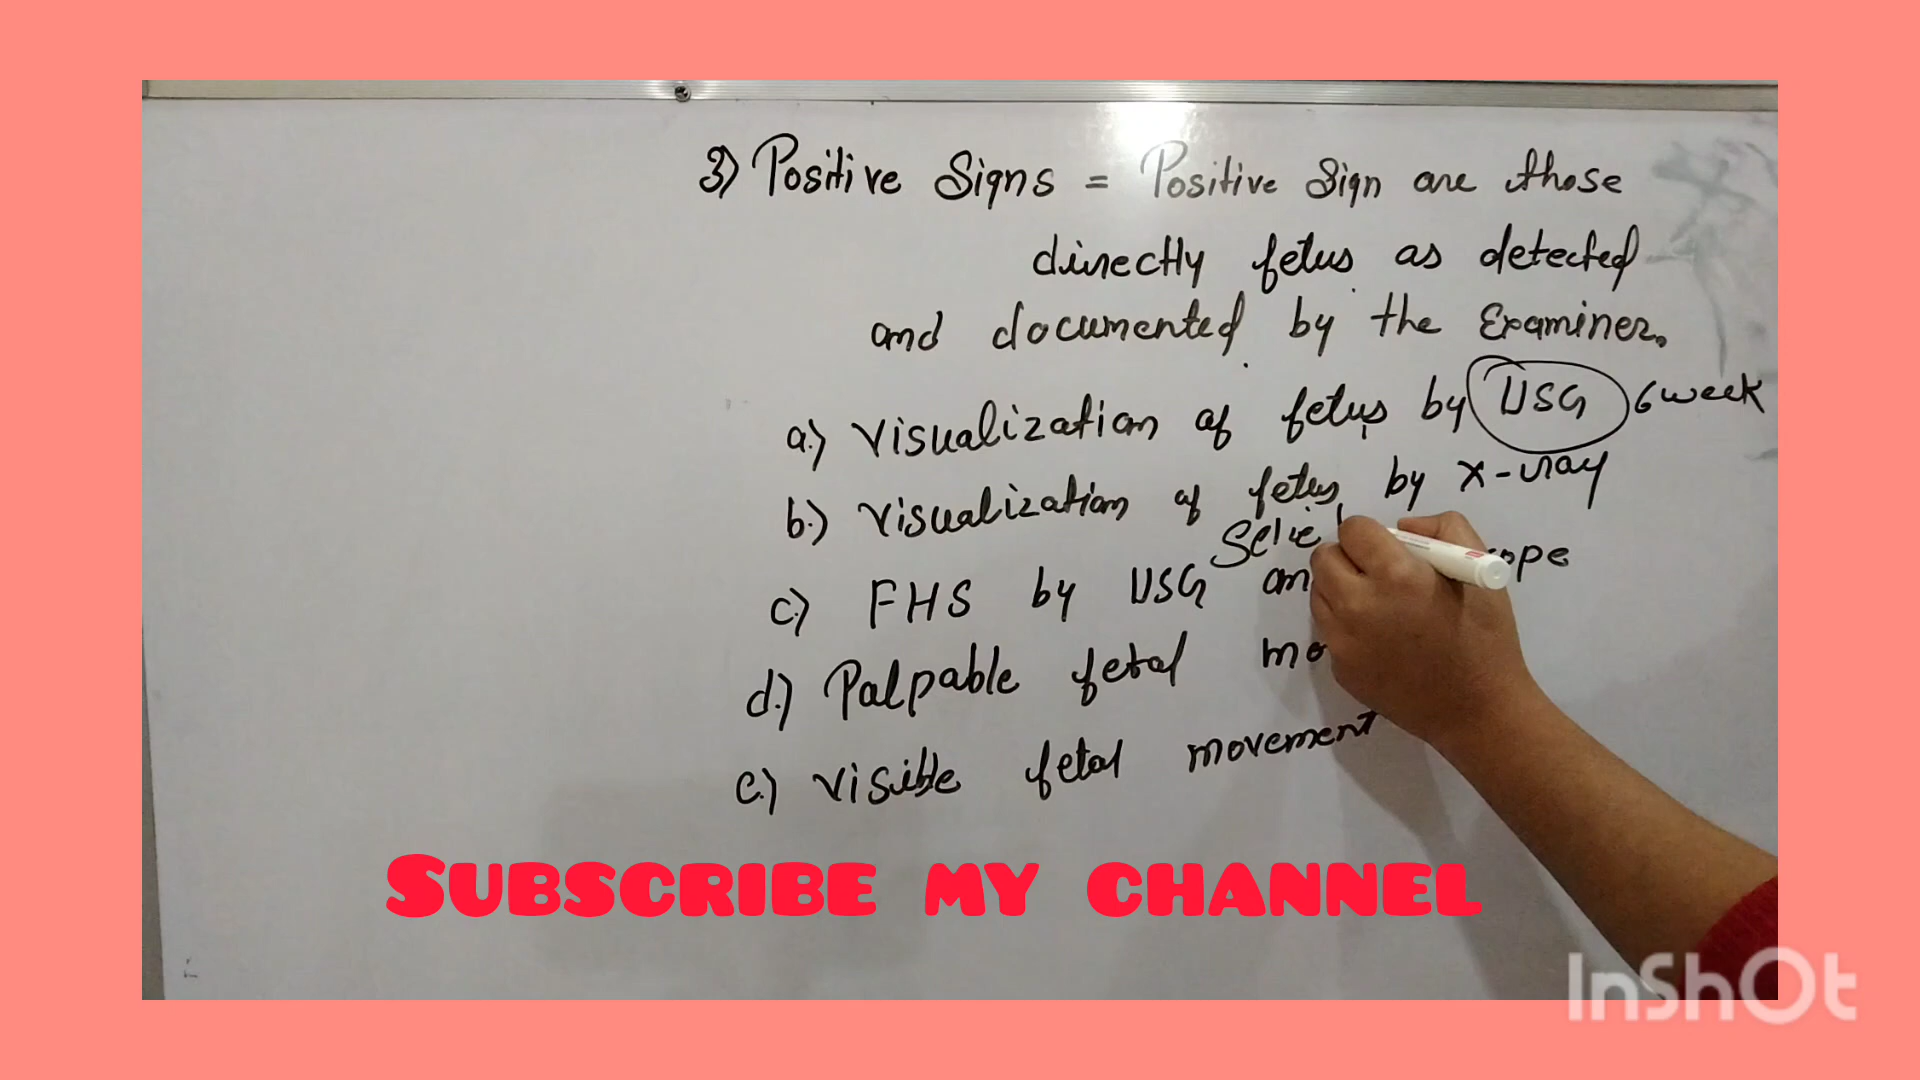 3) Positive Signs = Positive Sign are those
directly fetus as detected
and documented by the Examiner.
a.) Visualization of fetus by USG 6 week
b.) Visualization of fetus by x-ray
c.) FHS by USG
d.) Palpable fetal
e.) visible fetal movement
SUBSCRIBE MY CHANNEL
InShOt